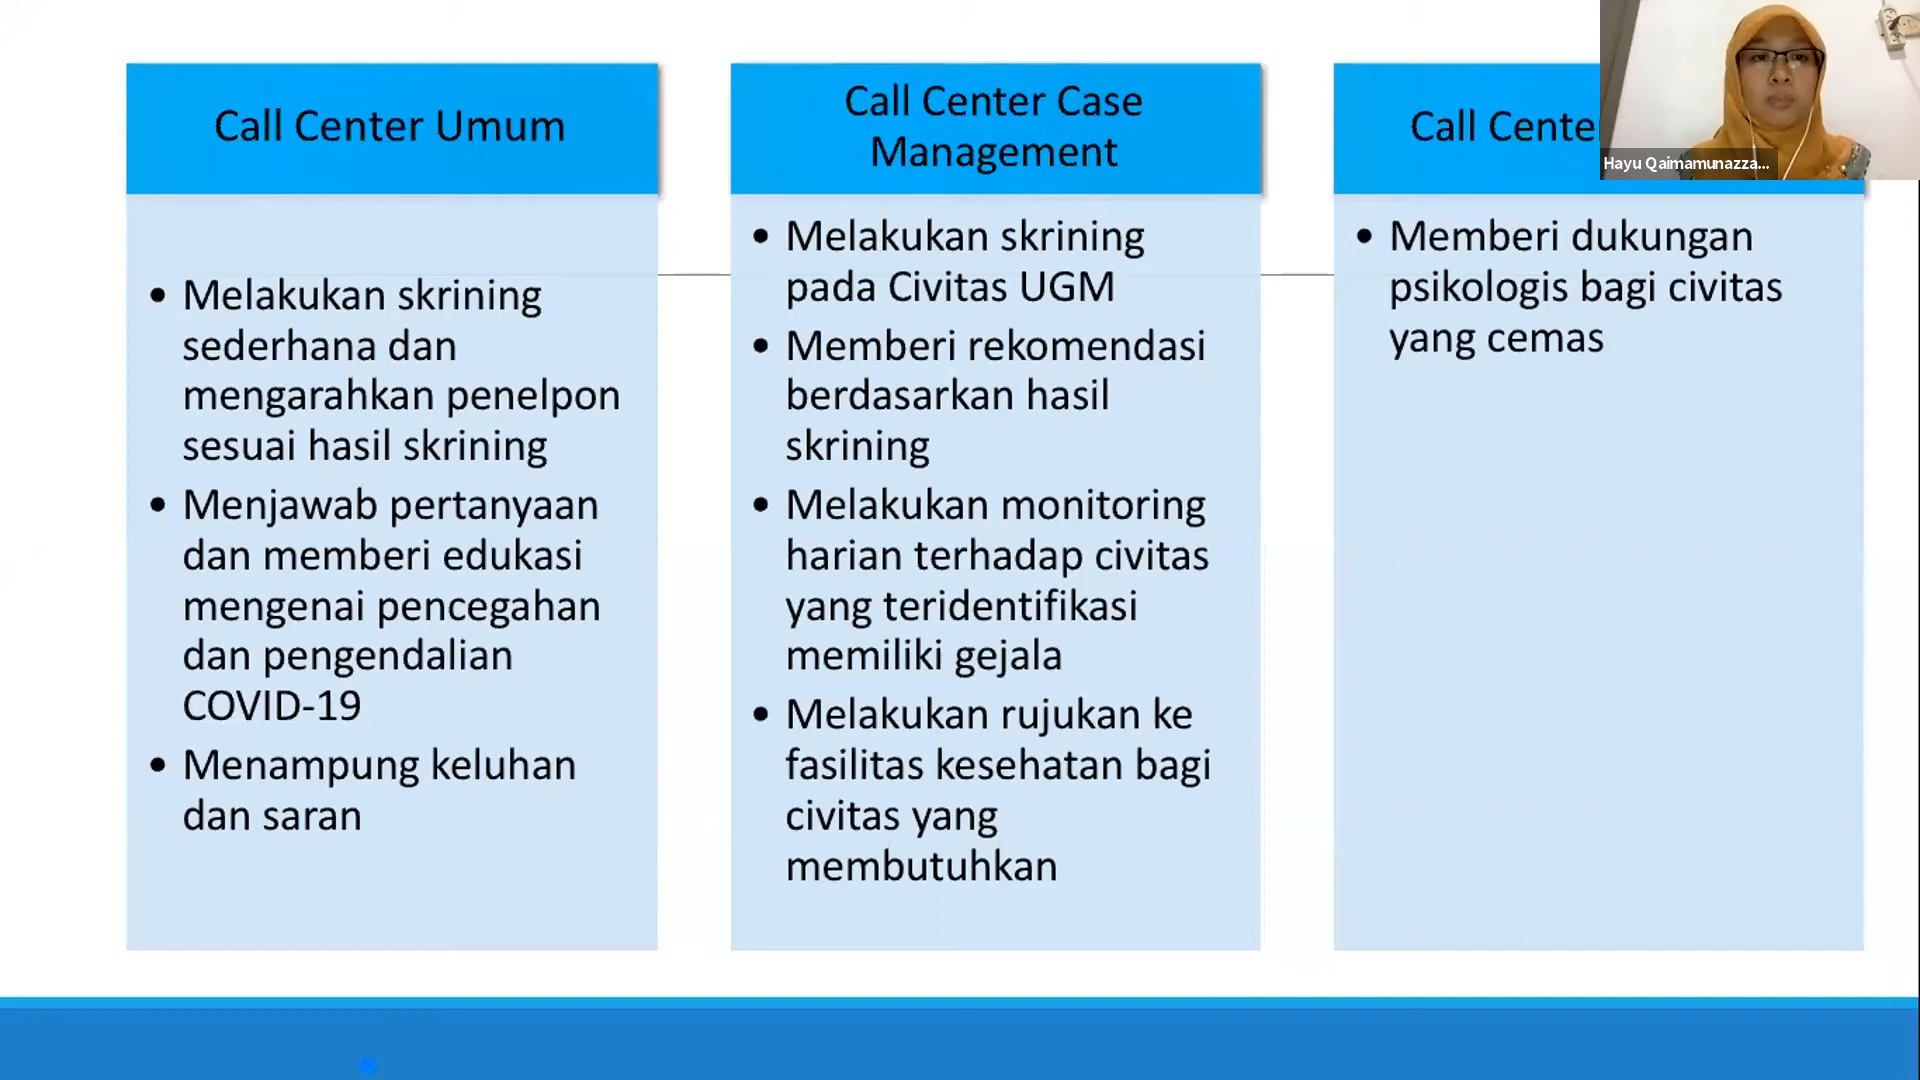 Call Center Umum
• Melakukan skrining
sederhana dan
mengarahkan penelpon
sesuai hasil skrining
• Menjawab pertanyaan
dan memberi edukasi
mengenai pencegahan
dan pengendalian
COVID-19
• Menampung keluhan
dan saran
Call Center Case
Management
• Melakukan skrining
pada Civitas UGM
• Memberi rekomendasi
berdasarkan hasil
skrining
• Melakukan monitoring
harian terhadap civitas
yang teridentifikasi
memiliki gejala
• Melakukan rujukan ke
fasilitas kesehatan bagi
civitas yang
membutuhkan
Call
• Memberi dukungan
psikologis bagi civitas
yang cemas
Hayu Qaimamunazza...